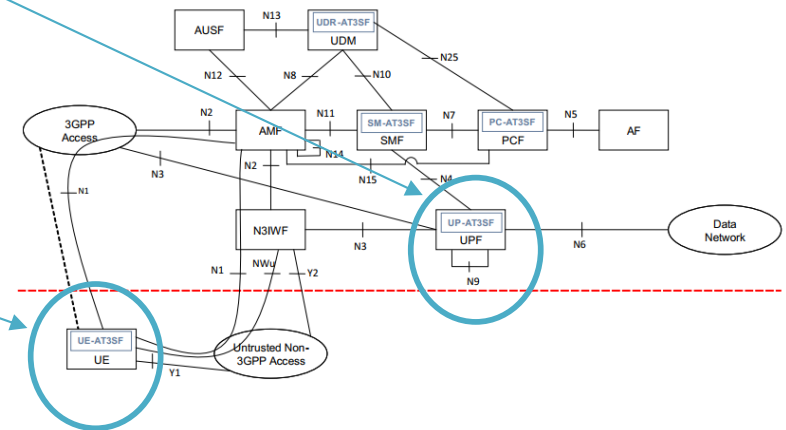 N13
AUSF
UDR-AT3SF
UDM
N25
N12
N8
N10
3GPP
Access
N2
AMF
N11
SM-AT3SF
SMF
N7
PC-AT3SF
PCF
N5
AF
N14
N3
N2
N15
N4
N1
N3IWF
N3
UP-AT3SF
UPF
N6
Data
Network
N1
NWu
Y2
N9
UE-AT3SF
UE
Untrusted Non-
3GPP Access
Y1